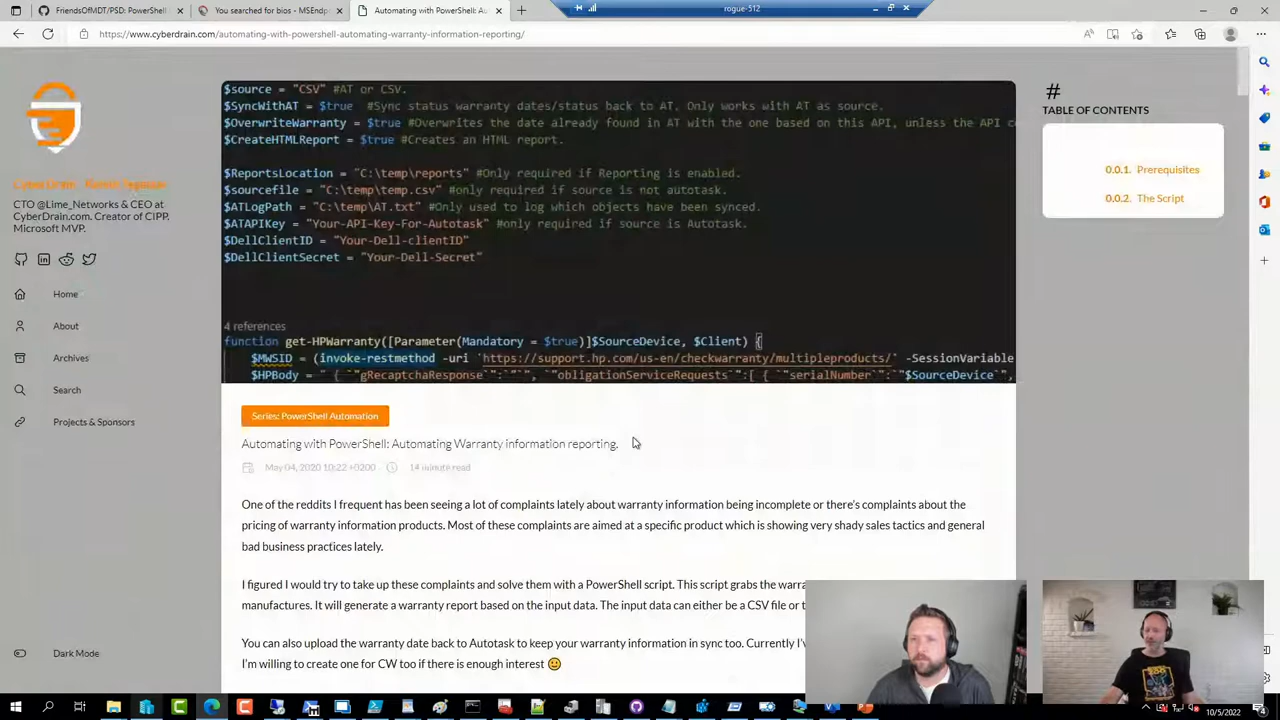 FriendsOfMDT/PSD: PowerShell
You searched for bios - MSEndp
Automating with PowerShell: Au
rogue-512
https://www.cyberdrain.com/automating-with-powershell-automating-warranty-information-reporting/
CTO @Lime_Networks & CEO at
CyberDrain.com. Creator of CIPP.
Microsoft MVP.
Home
About
Archives
Search
Projects & Sponsors
Dark Mode
$source = "CSV" #AT or CSV.
$SyncWithAT = $true #Sync status warranty dates/status back to AT. Only works with AT as source.
$OverwriteWarranty = $true #Overwrites the date already found in AT with the one based on this API, unless the API co
$CreateHTMLReport = $true #Creates an HTML report.
$ReportsLocation = "C:\temp\reports" #Only required if Reporting is enabled.
$sourcefile = "C:\temp\temp.csv" #only required if source is not autotask.
$ATLogPath = "C:\temp\AT.txt" #Only used to log which objects have been synced.
$ATAPIKey = "Your-API-Key-For-Autotask" #only required if source is Autotask.
$DellClientID = "Your-Dell-clientID"
$DellClientSecret = "Your-Dell-Secret"
4 references
function get-HPWarranty([Parameter(Mandatory = $true)]$SourceDevice, $Client) {
$MWSID = (invoke-restmethod -uri 'https://support.hp.com/us-en/checkwarranty/multipleproducts/' -SessionVariable
$HPBody = " { `"gRecaptchaResponse`":`"`", `"obligationServiceRequests`":[ { `"serialNumber`":`"$SourceDevice`",
Series: PowerShell Automation
Automating with PowerShell: Automating Warranty information reporting.
May 04, 2020 10:22 +0200 14 minute read
One of the reddits I frequent has been seeing a lot of complaints lately about warranty information being incomplete or there's complaints about the
pricing of warranty information products. Most of these complaints are aimed at a specific product which is showing very shady sales tactics and general
bad business practices lately.
I figured I would try to take up these complaints and solve them with a PowerShell script. This script grabs the warra
manufactures. It will generate a warranty report based on the input data. The input data can either be a CSV file or t
You can also upload the warranty date back to Autotask to keep your warranty information in sync too. Currently I'v
I'm willing to create one for CW too if there is enough interest
#
TABLE OF CONTENTS
0.0.1. Prerequisites
0.0.2. The Script
10/5/2022